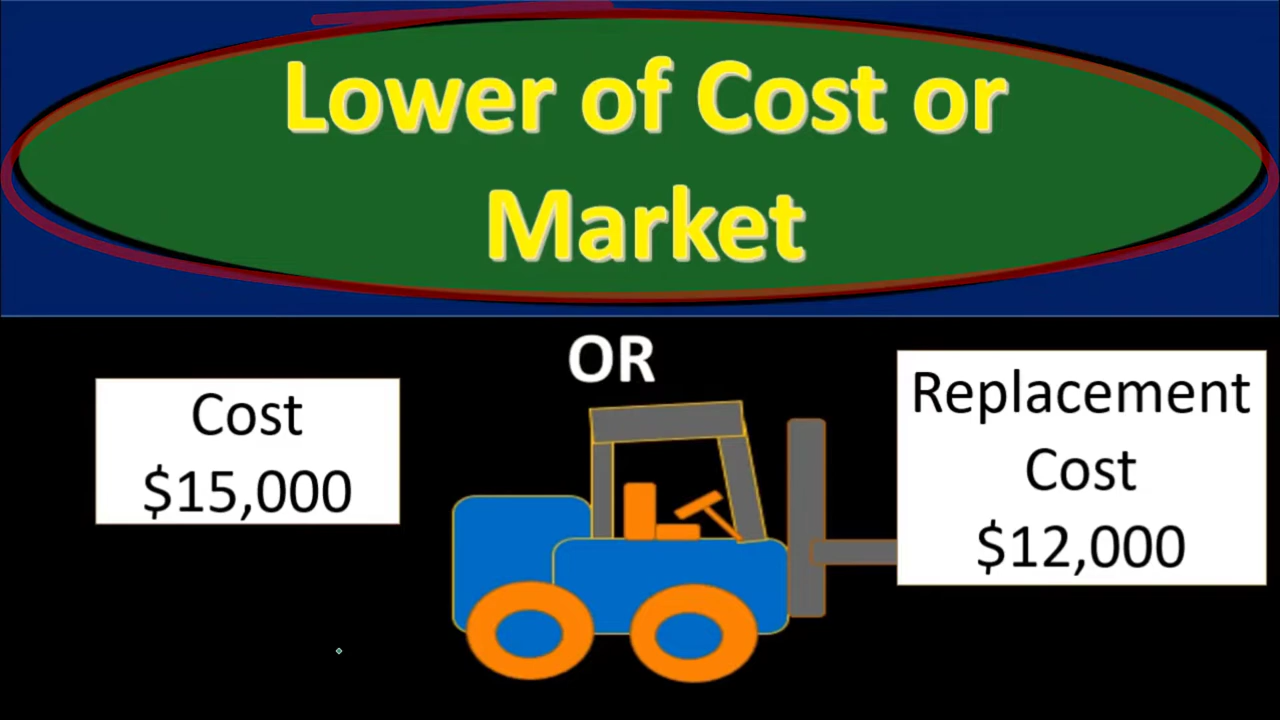 Lower of Cost or
Market
OR
Cost
$15,000
Replacement
Cost
$12,000